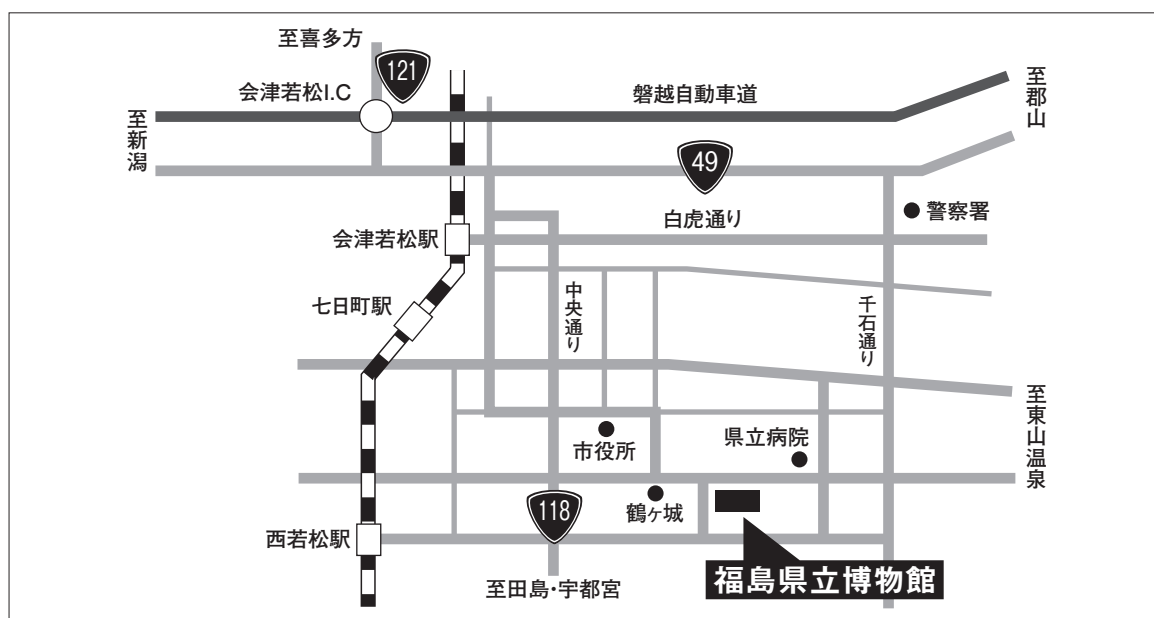 至喜多方
121
会津若松I.C
磐越自動車道
至郡山
至新潟
49
警察署
白虎通り
会津若松駅
七日町駅
中央通り
千石通り
至東山温泉
市役所
県立病院
118
鶴ヶ城
西若松駅
福島県立博物館
至田島・宇都宮